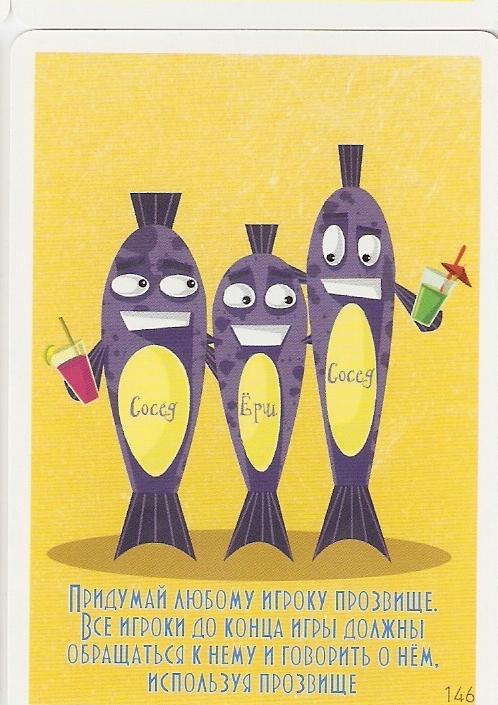 Сосед
Ёрш
Сосед
Придумай любому игроку прозвище.
Все игроки до конца игры должны
обращаться к нему и говорить о нём,
используя прозвище
146